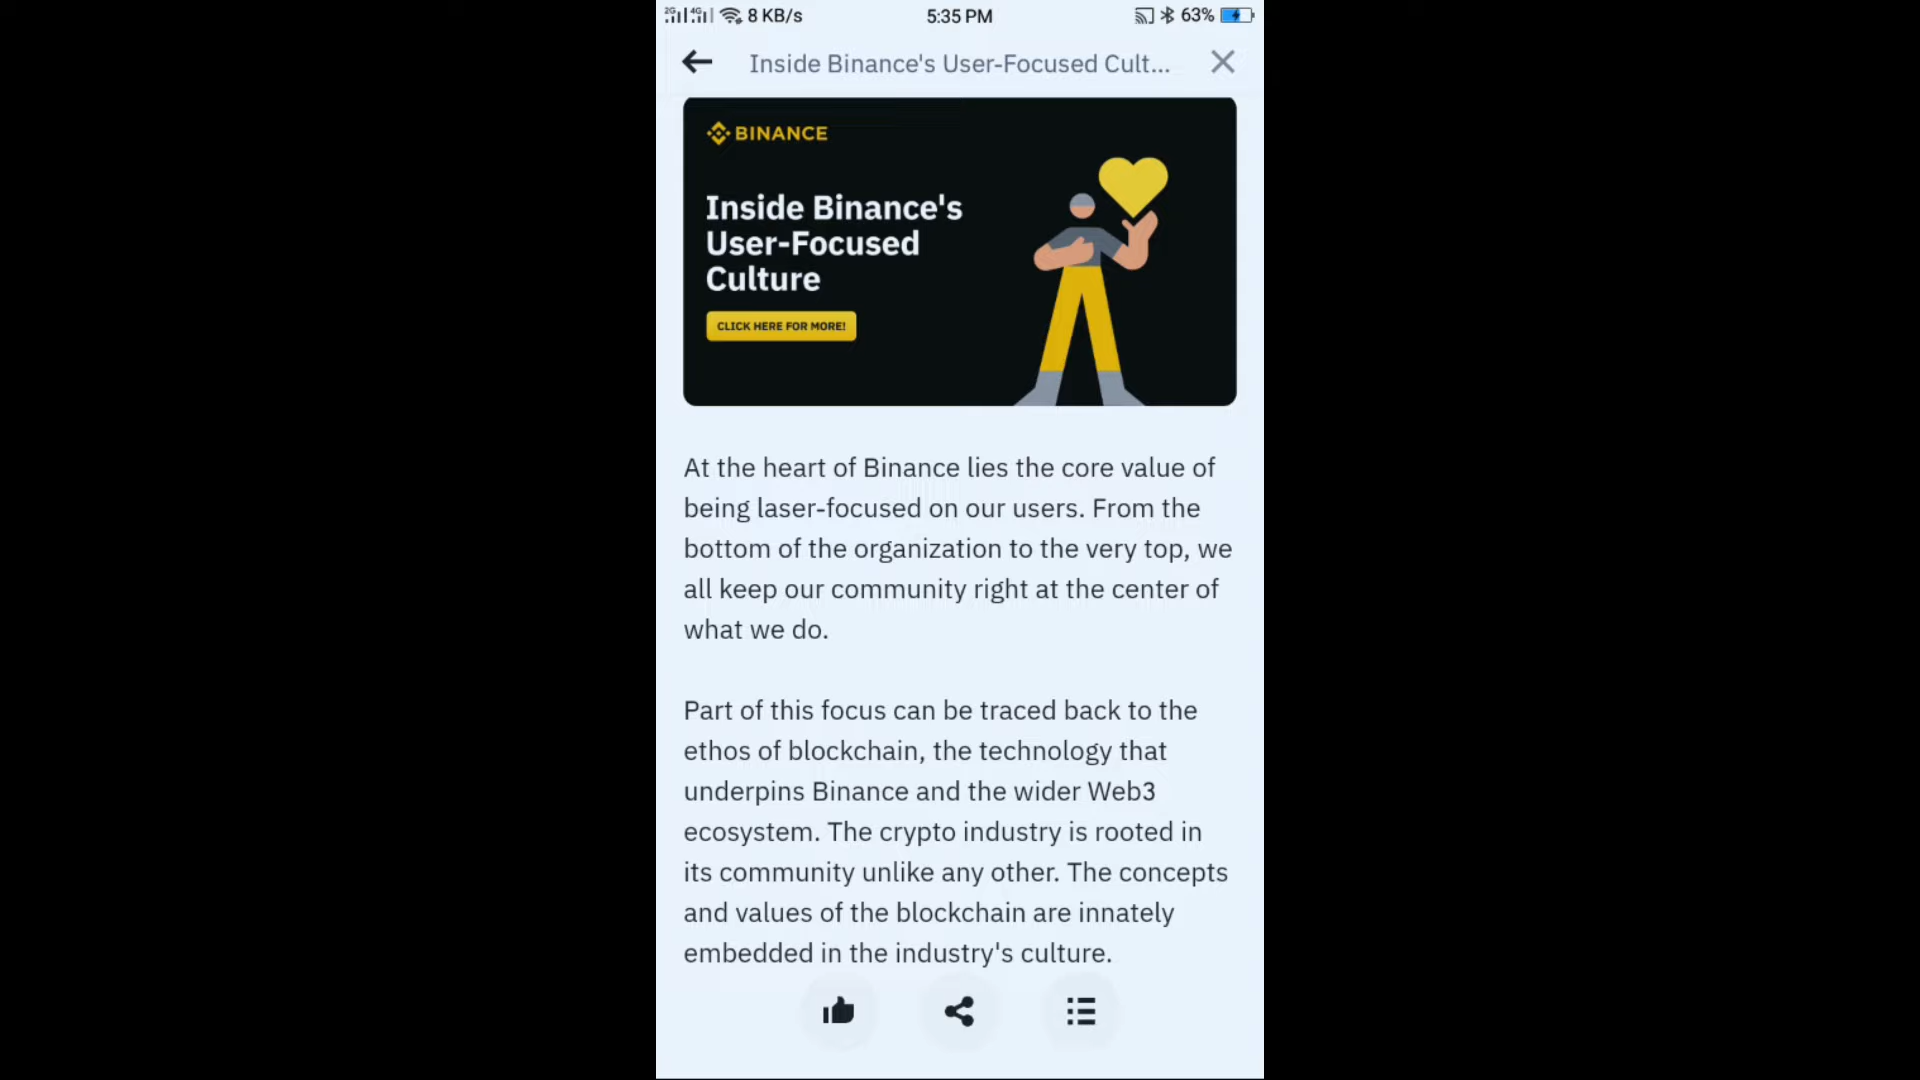 2G 4G 8 KB/s 5:35 PM 63%
Inside Binance's User-Focused Cult...
BINANCE
Inside Binance's
User-Focused
Culture
CLICK HERE FOR MORE!
At the heart of Binance lies the core value of
being laser-focused on our users. From the
bottom of the organization to the very top, we
all keep our community right at the center of
what we do.
Part of this focus can be traced back to the
ethos of blockchain, the technology that
underpins Binance and the wider Web3
ecosystem. The crypto industry is rooted in
its community unlike any other. The concepts
and values of the blockchain are innately
embedded in the industry's culture.